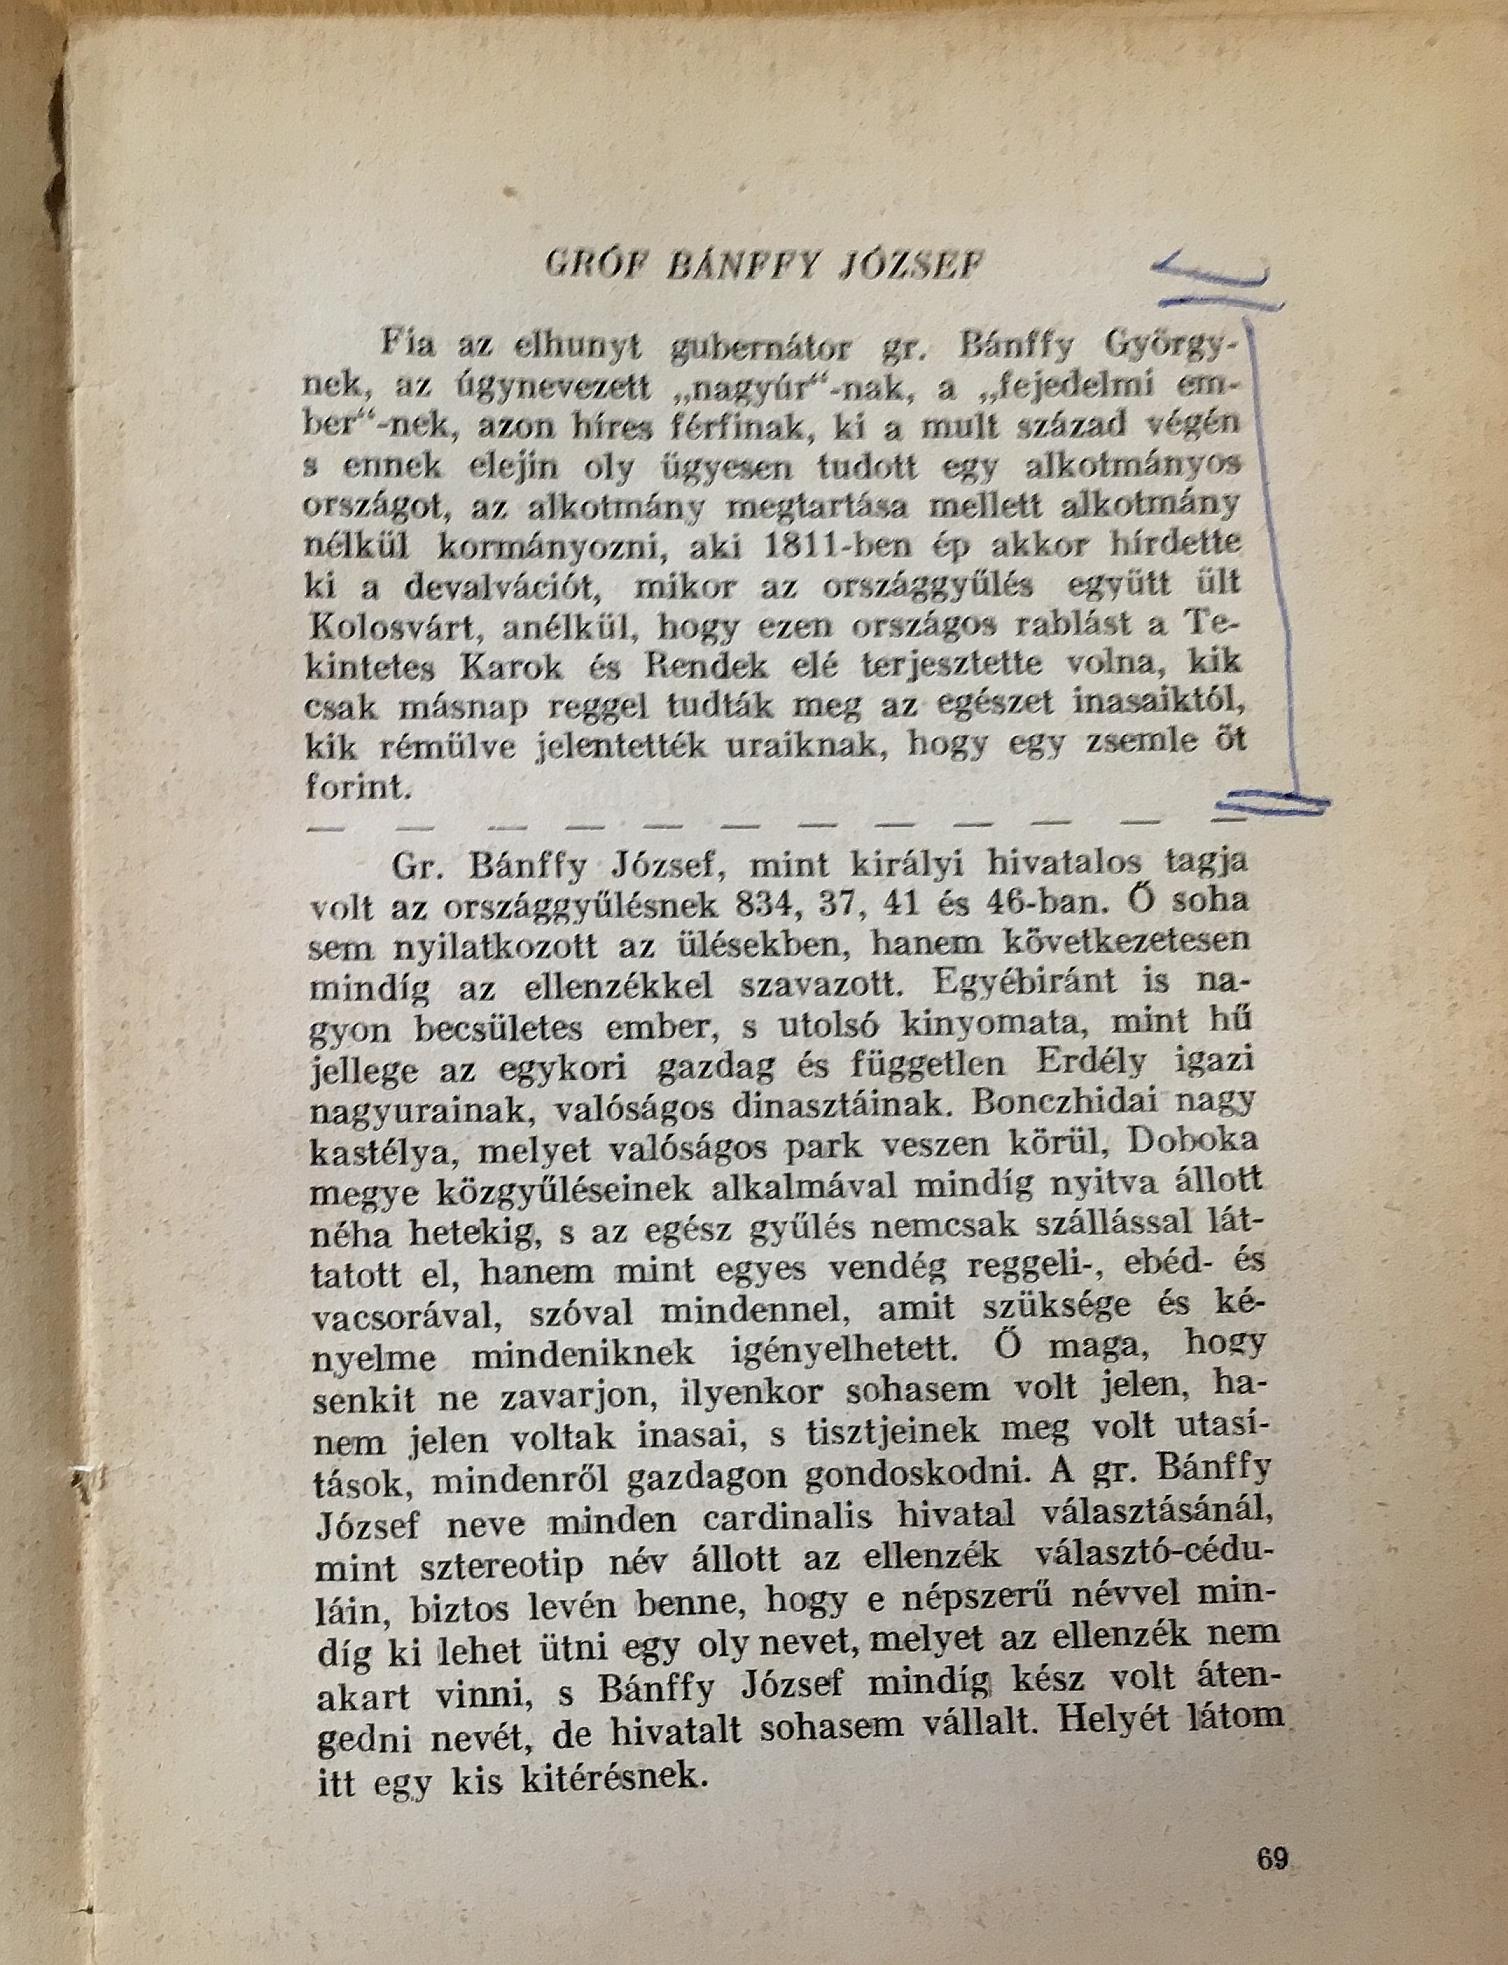 GRÓF BÁNFFY JÓZSEF
Fia az elhunyt gubernátor gr. Bánffy György-
nek, az úgynevezett „nagyúr“-nak, a „fejedelmi em-
ber“-nek, azon híres férfinak, ki a mult század végén
s ennek elejin oly ügyesen tudott egy alkotmányos
országot, az alkotmány megtartása mellett alkotmány
nélkül kormányozni, aki 1811-ben ép akkor hírdette
ki a devalvációt, mikor az országgyűlés együtt ült
Kolosvárt, anélkül, hogy ezen országos rablást a Te-
kintetes Karok és Rendek elé terjesztette volna, kik
csak másnap reggel tudták meg az egészet inasaiktól,
kik rémülve jelentették uraiknak, hogy egy zsemle öt
forint.
— — — — — — — — — — — —
Gr. Bánffy József, mint királyi hivatalos tagja
volt az országgyűlésnek 834, 37, 41 és 46-ban. Ő soha
sem nyilatkozott az ülésekben, hanem következetesen
mindíg az ellenzékkel szavazott. Egyébiránt is na-
gyon becsületes ember, s utolsó kinyomata, mint hű
jellege az egykori gazdag és független Erdély igazi
nagyurainak, valóságos dinasztáinak. Bonczhidai nagy
kastélya, melyet valóságos park veszen körül, Doboka
megye közgyűléseinek alkalmával mindíg nyitva állott
néha hetekig, s az egész gyűlés nemcsak szállással lát-
tatott el, hanem mint egyes vendég reggeli-, ebéd- és
vacsorával, szóval mindennel, amit szüksége és ké-
nyelme mindeniknek igényelhetett. Ő maga, hogy
senkit ne zavarjon, ilyenkor sohasem volt jelen, ha-
nem jelen voltak inasai, s tisztjeinek meg volt utasí-
tások, mindenről gazdagon gondoskodni. A gr. Bánffy
József neve minden cardinalis hivatal választásánál,
mint sztereotip név állott az ellenzék választó-cédu-
láin, biztos levén benne, hogy e népszerű névvel min-
díg ki lehet ütni egy oly nevet, melyet az ellenzék nem
akart vinni, s Bánffy József mindíg kész volt áten-
gedni nevét, de hivatalt sohasem vállalt. Helyét látom
itt egy kis kitérésnek.
69